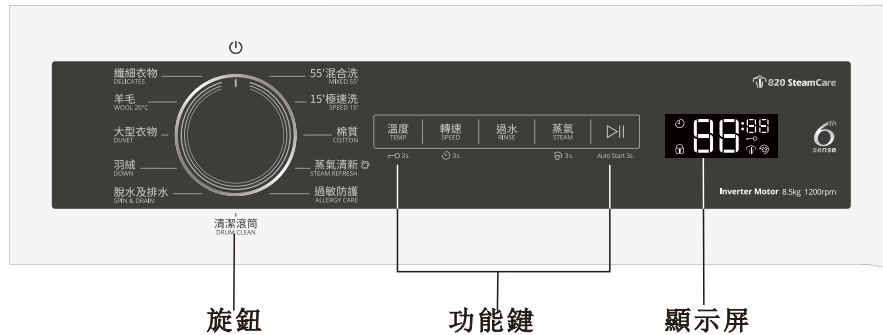 纖細衣物
DELICATES
羊毛
WOOL 20°C
大型衣物
DUVET
羽絨
DOWN
脫水及排水
SPIN & DRAIN
清潔滾筒
DRUM CLEAN
55'混合洗
MIXED 55'
15'極速洗
SPEED 15'
棉質
COTTON
蒸氣清新
STEAM REFRESH
過敏防護
ALLERGY CARE
溫度
TEMP
3s.
轉速
SPEED
3s.
過水
RINSE
蒸氣
STEAM
3s.
Auto Start 3s.
820 SteamCare
88:88
6th
sense
Inverter Motor 8.5kg 1200rpm
旋鈕
功能鍵
顯示屏